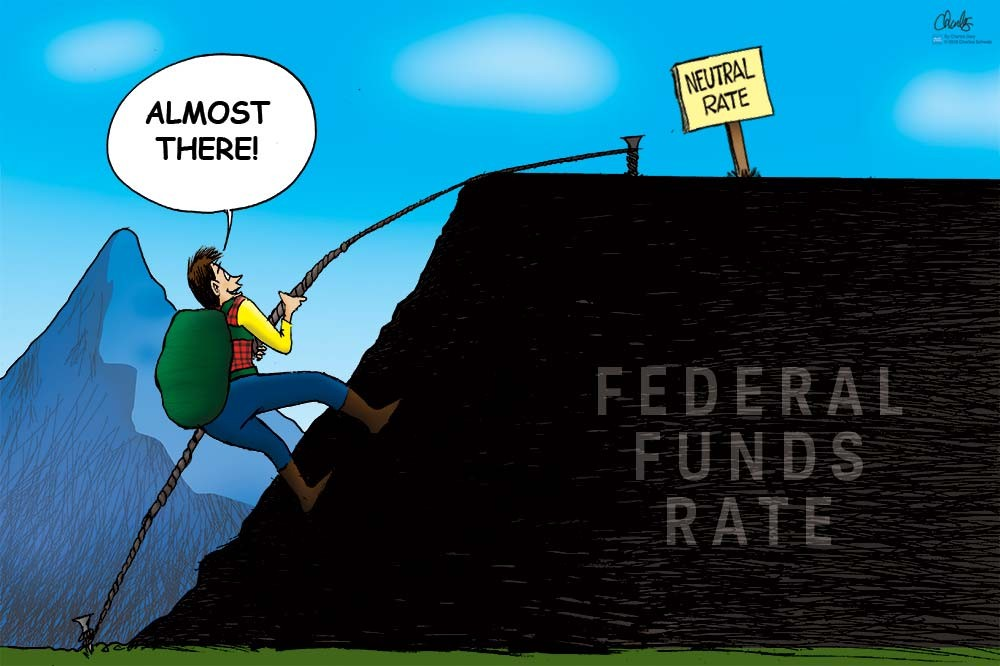 ALMOST
THERE!
NEUTRAL
RATE
FEDERAL
FUNDS
RATE